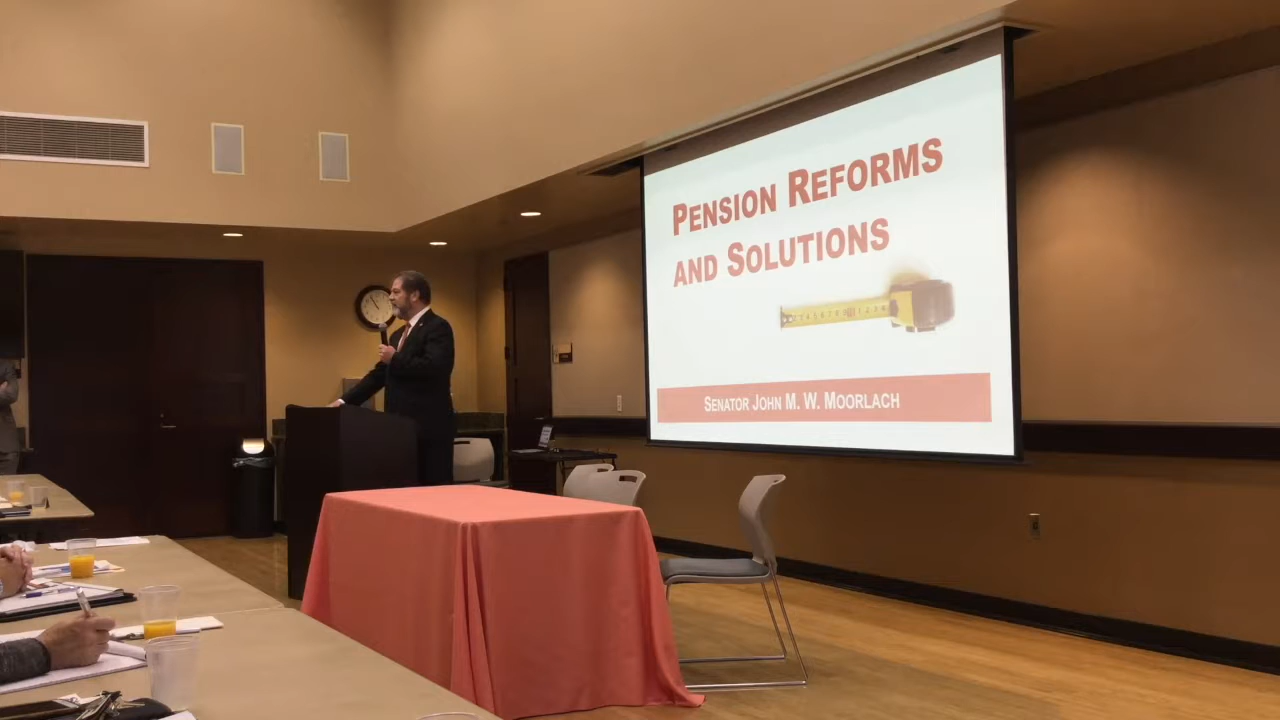 PENSION REFORMS
AND SOLUTIONS
SENATOR JOHN M. W. MOORLACH